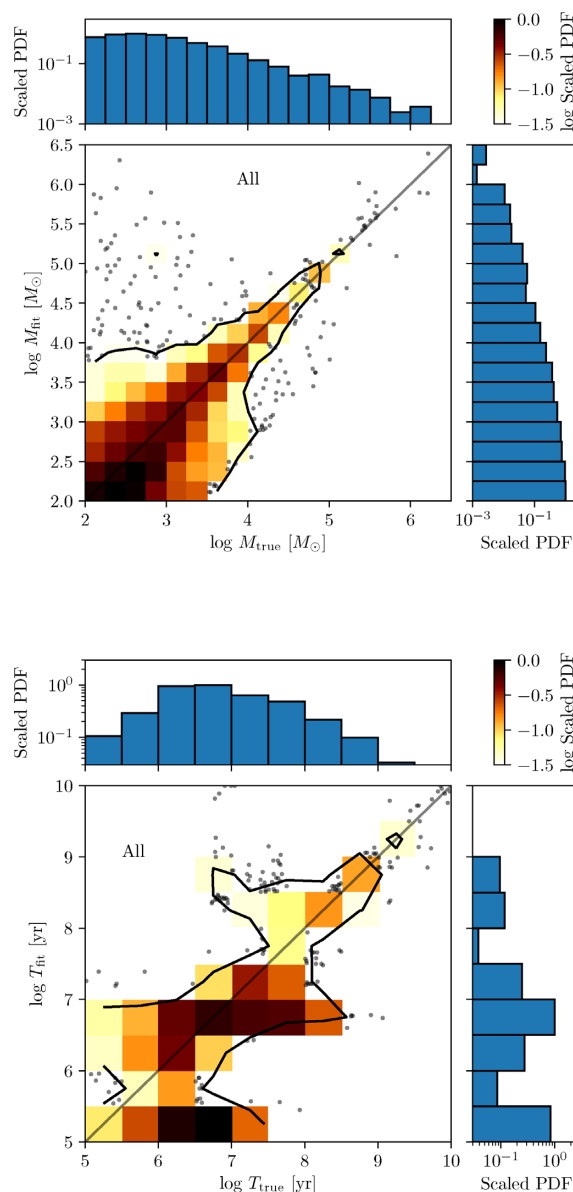 Scaled PDF
10⁻¹
10⁻³
0.0
−0.5
−1.0
−1.5
log Scaled PDF
6.5
6.0
5.5
5.0
4.5
4.0
3.5
3.0
2.5
2.0
log M_fit [M_⊙]
All
2 3 4 5 6
log M_true [M_⊙]
10⁻³ 10⁻¹
Scaled PDF
Scaled PDF
10⁰
10⁻¹
0.0
−0.5
−1.0
−1.5
log Scaled PDF
10
9
8
7
6
5
log T_fit [yr]
All
5 6 7 8 9 10
log T_true [yr]
10⁻¹ 10⁰
Scaled PDF